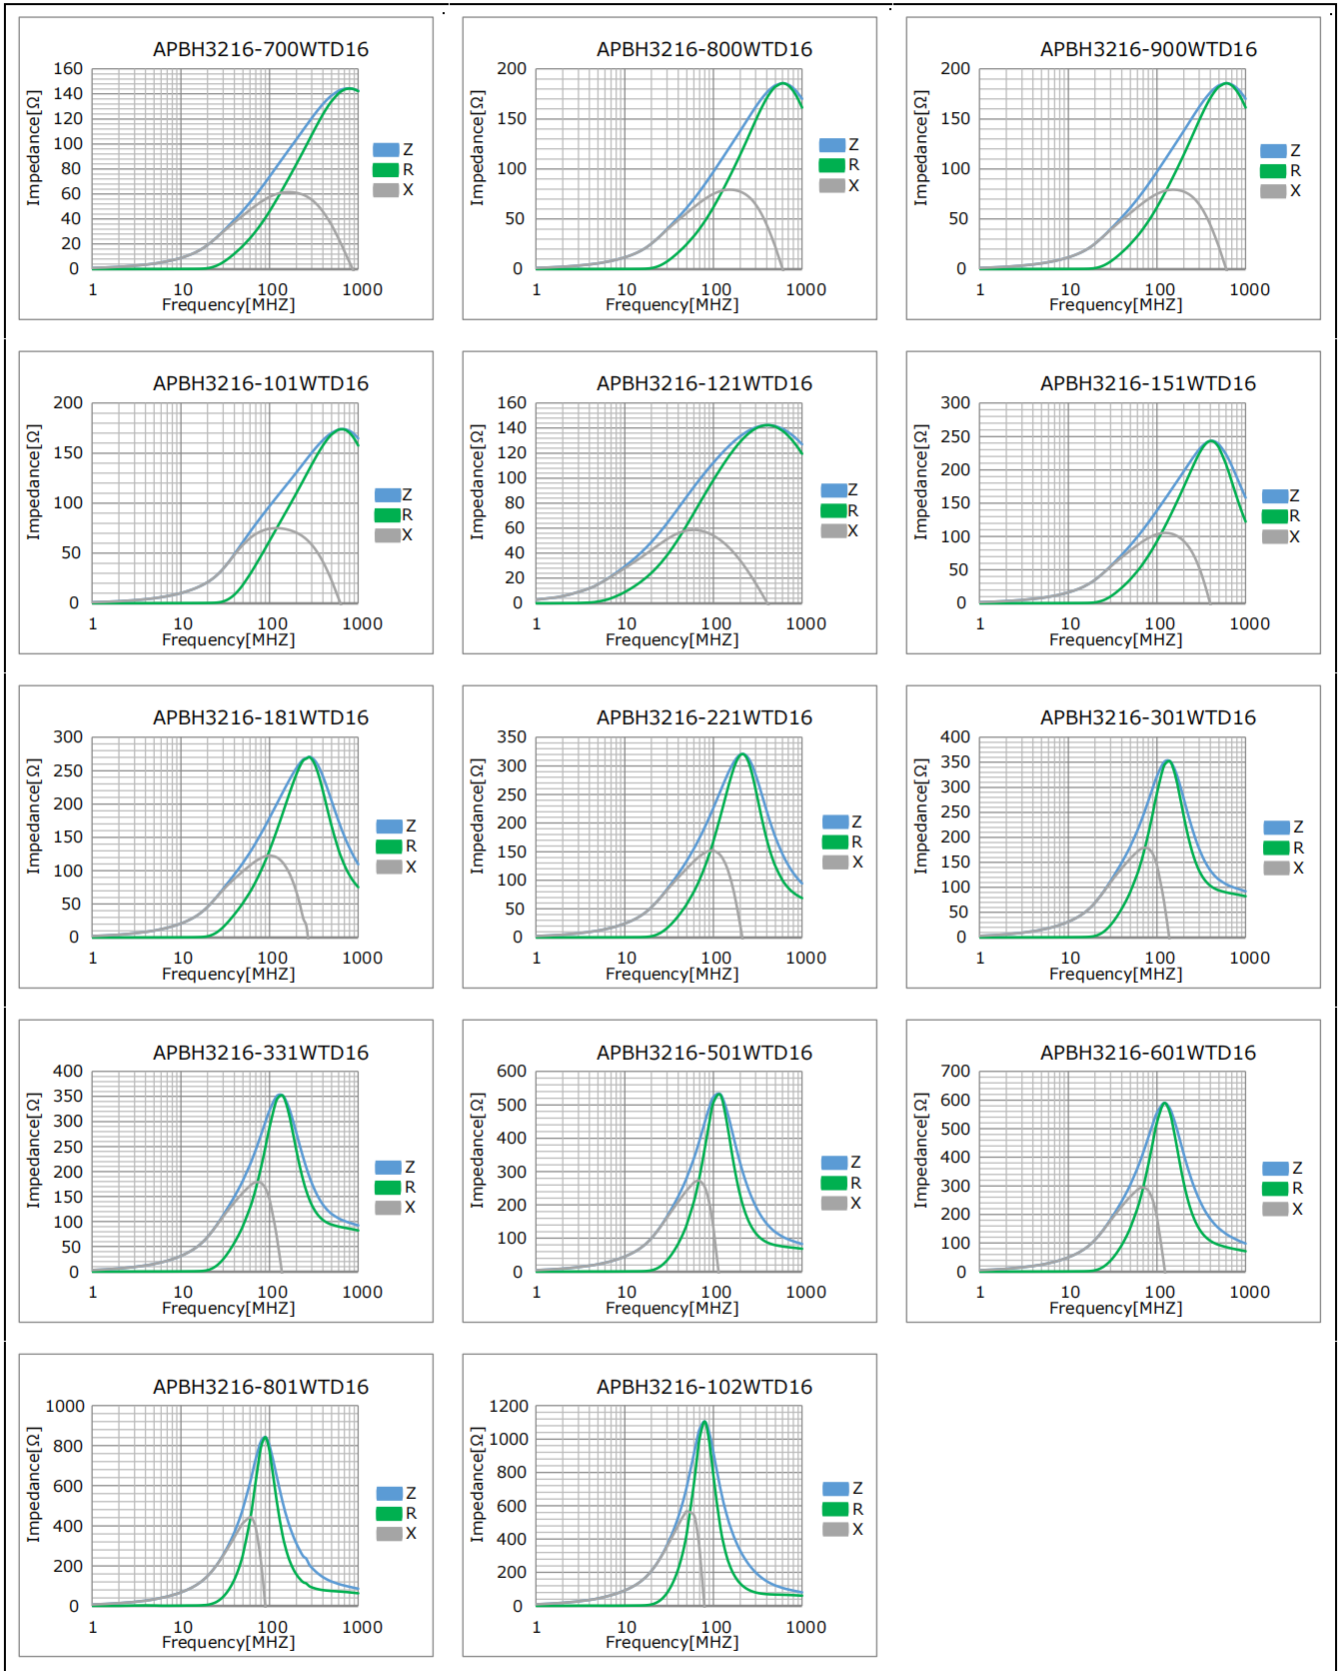 APBH3216-700WTD16
Impedance[Ω]
160
140
120
100
80
60
40
20
0
1 10 100 1000
Frequency[MHZ]
Z
R
X
APBH3216-800WTD16
Impedance[Ω]
200
150
100
50
0
1 10 100 1000
Frequency[MHZ]
Z
R
X
APBH3216-900WTD16
Impedance[Ω]
200
150
100
50
0
1 10 100 1000
Frequency[MHZ]
Z
R
X
APBH3216-101WTD16
Impedance[Ω]
200
150
100
50
0
1 10 100 1000
Frequency[MHZ]
Z
R
X
APBH3216-121WTD16
Impedance[Ω]
160
140
120
100
80
60
40
20
0
1 10 100 1000
Frequency[MHZ]
Z
R
X
APBH3216-151WTD16
Impedance[Ω]
300
250
200
150
100
50
0
1 10 100 1000
Frequency[MHZ]
Z
R
X
APBH3216-181WTD16
Impedance[Ω]
300
250
200
150
100
50
0
1 10 100 1000
Frequency[MHZ]
Z
R
X
APBH3216-221WTD16
Impedance[Ω]
350
300
250
200
150
100
50
0
1 10 100 1000
Frequency[MHZ]
Z
R
X
APBH3216-301WTD16
Impedance[Ω]
400
350
300
250
200
150
100
50
0
1 10 100 1000
Frequency[MHZ]
Z
R
X
APBH3216-331WTD16
Impedance[Ω]
400
350
300
250
200
150
100
50
0
1 10 100 1000
Frequency[MHZ]
Z
R
X
APBH3216-501WTD16
Impedance[Ω]
600
500
400
300
200
100
0
1 10 100 1000
Frequency[MHZ]
Z
R
X
APBH3216-601WTD16
Impedance[Ω]
700
600
500
400
300
200
100
0
1 10 100 1000
Frequency[MHZ]
Z
R
X
APBH3216-801WTD16
Impedance[Ω]
1000
800
600
400
200
0
1 10 100 1000
Frequency[MHZ]
Z
R
X
APBH3216-102WTD16
Impedance[Ω]
1200
1000
800
600
400
200
0
1 10 100 1000
Frequency[MHZ]
Z
R
X